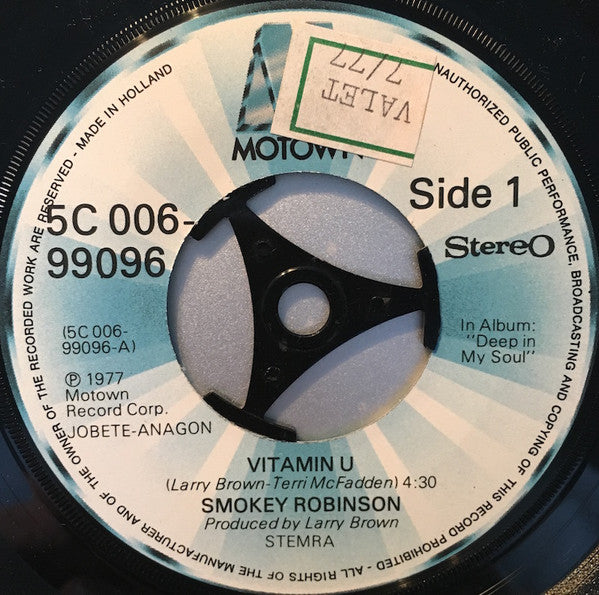 VALET
7/77
MOTOWN
Side 1
5C 006-
99096
Stereo
(5C 006-
99096-A)
In Album:
"Deep in
My Soul"
℗ 1977
Motown
Record Corp.
JOBETE-ANAGON
VITAMIN U
(Larry Brown-Terri McFadden) 4:30
SMOKEY ROBINSON
Produced by Larry Brown
STEMRA
NAUTHORIZED PUBLIC PERFORMANCE, BROADCASTING AND COPYING OF THIS RECORD PROHIBITED - ALL RIGHTS OF THE MANUFACTURER AND OF THE OWNER OF THE RECORDED WORK ARE RESERVED - MADE IN HOLLAND